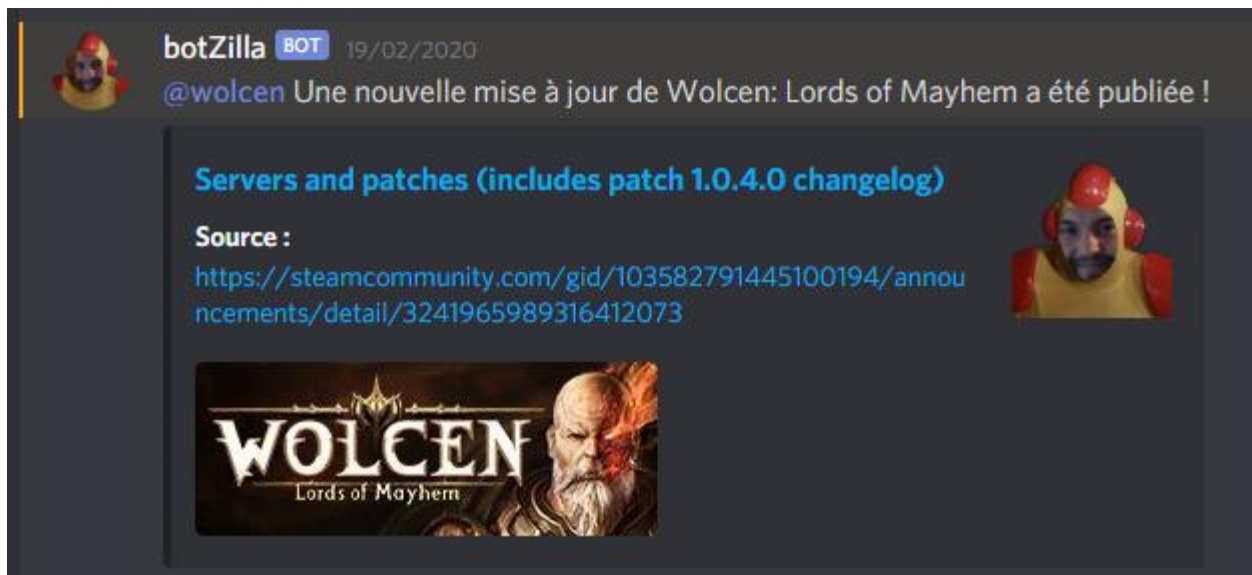 botZilla BOT 19/02/2020
@wolcen Une nouvelle mise à jour de Wolcen: Lords of Mayhem a été publiée !
Servers and patches (includes patch 1.0.4.0 changelog)
Source :
https://steamcommunity.com/gid/103582791445100194/annou
ncements/detail/3241965989316412073
WOLCEN
Lords of Mayhem